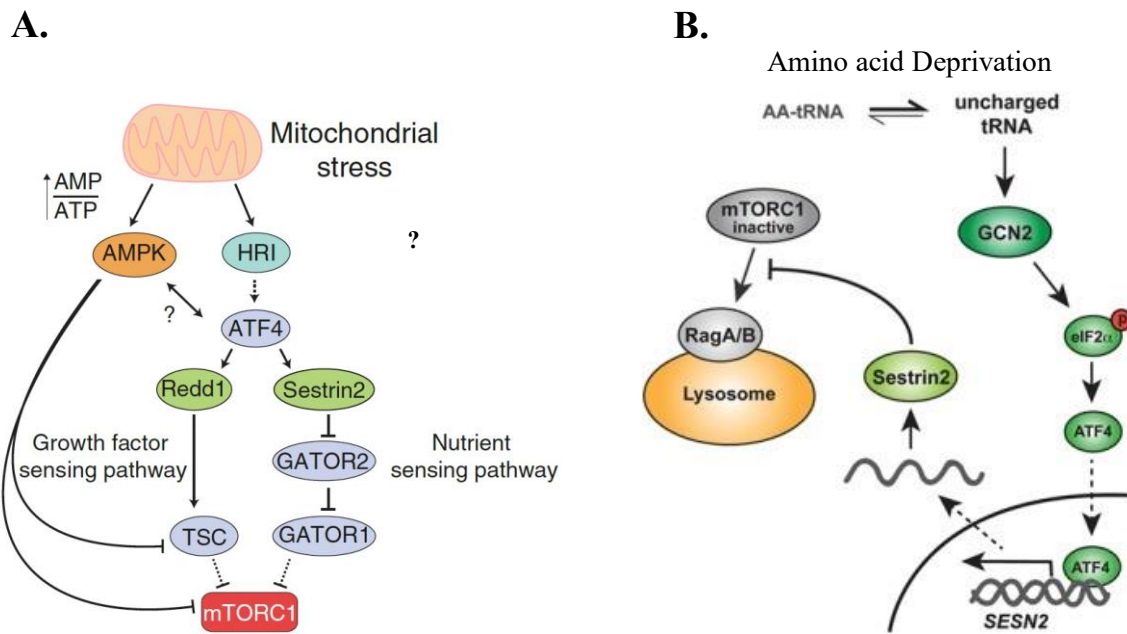 A.
Mitochondrial
stress
AMP
ATP
AMPK
HRI
?
?
ATF4
Redd1
Sestrin2
Growth factor
sensing pathway
Nutrient
sensing pathway
GATOR2
TSC
GATOR1
mTORC1
B.
Amino acid Deprivation
AA-tRNA
uncharged
tRNA
mTORC1
inactive
GCN2
RagA/B
Lysosome
eIF2α
P
Sestrin2
ATF4
ATF4
SESN2